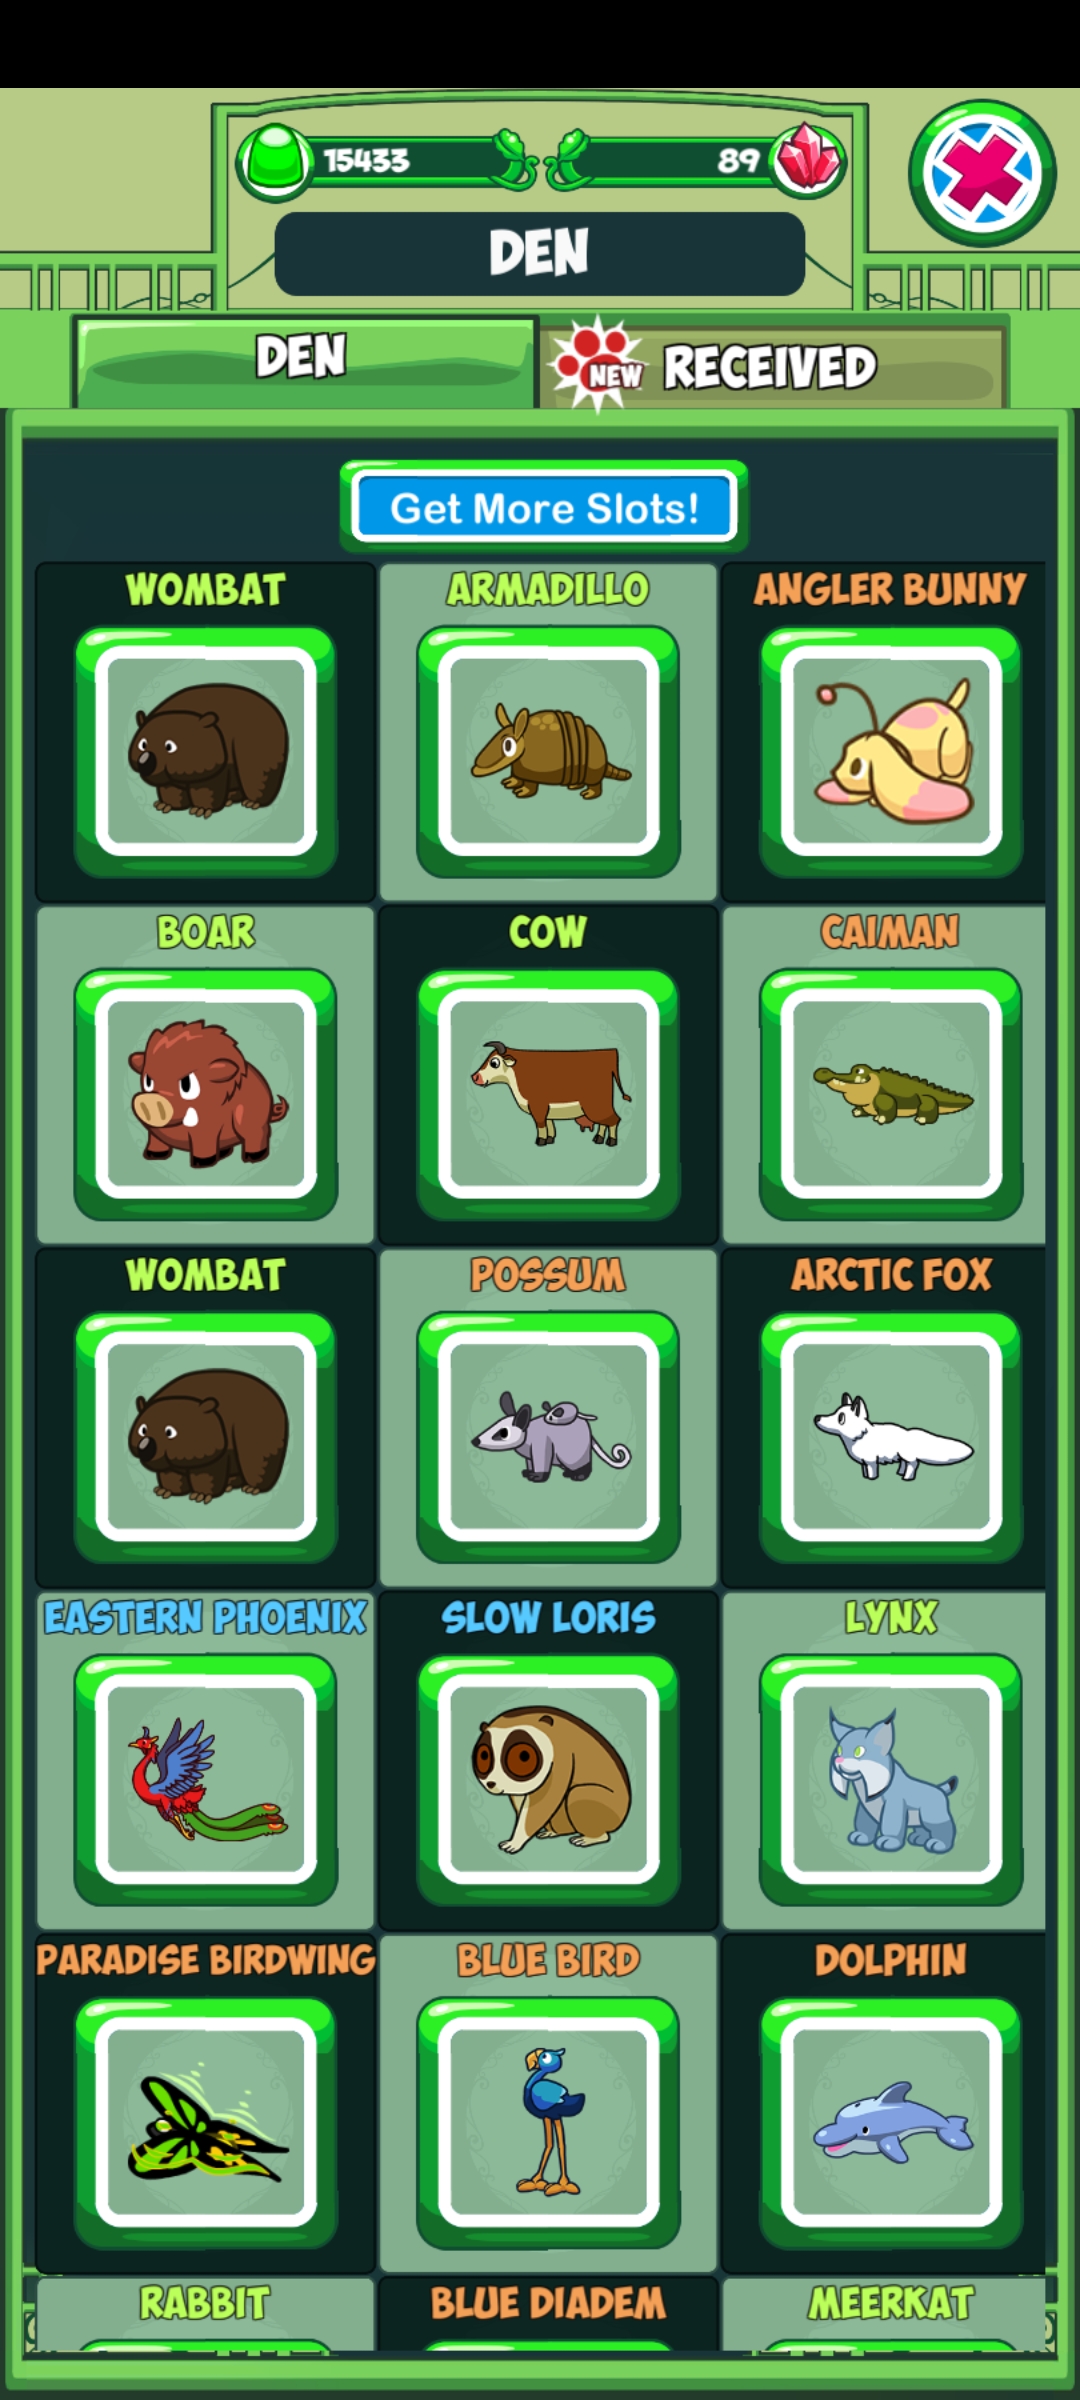 15433
89
DEN
DEN
NEW
RECEIVED
Get More Slots!
WOMBAT
ARMADILLO
ANGLER BUNNY
BOAR
COW
CAIMAN
WOMBAT
POSSUM
ARCTIC FOX
EASTERN PHOENIX
SLOW LORIS
LYNX
PARADISE BIRDWING
BLUE BIRD
DOLPHIN
RABBIT
BLUE DIADEM
MEERKAT